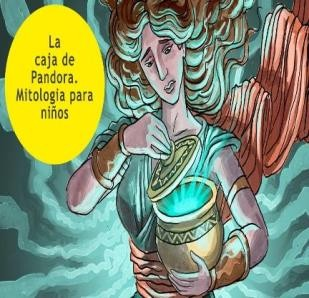 La
caja de
Pandora.
Mitologia para
niños